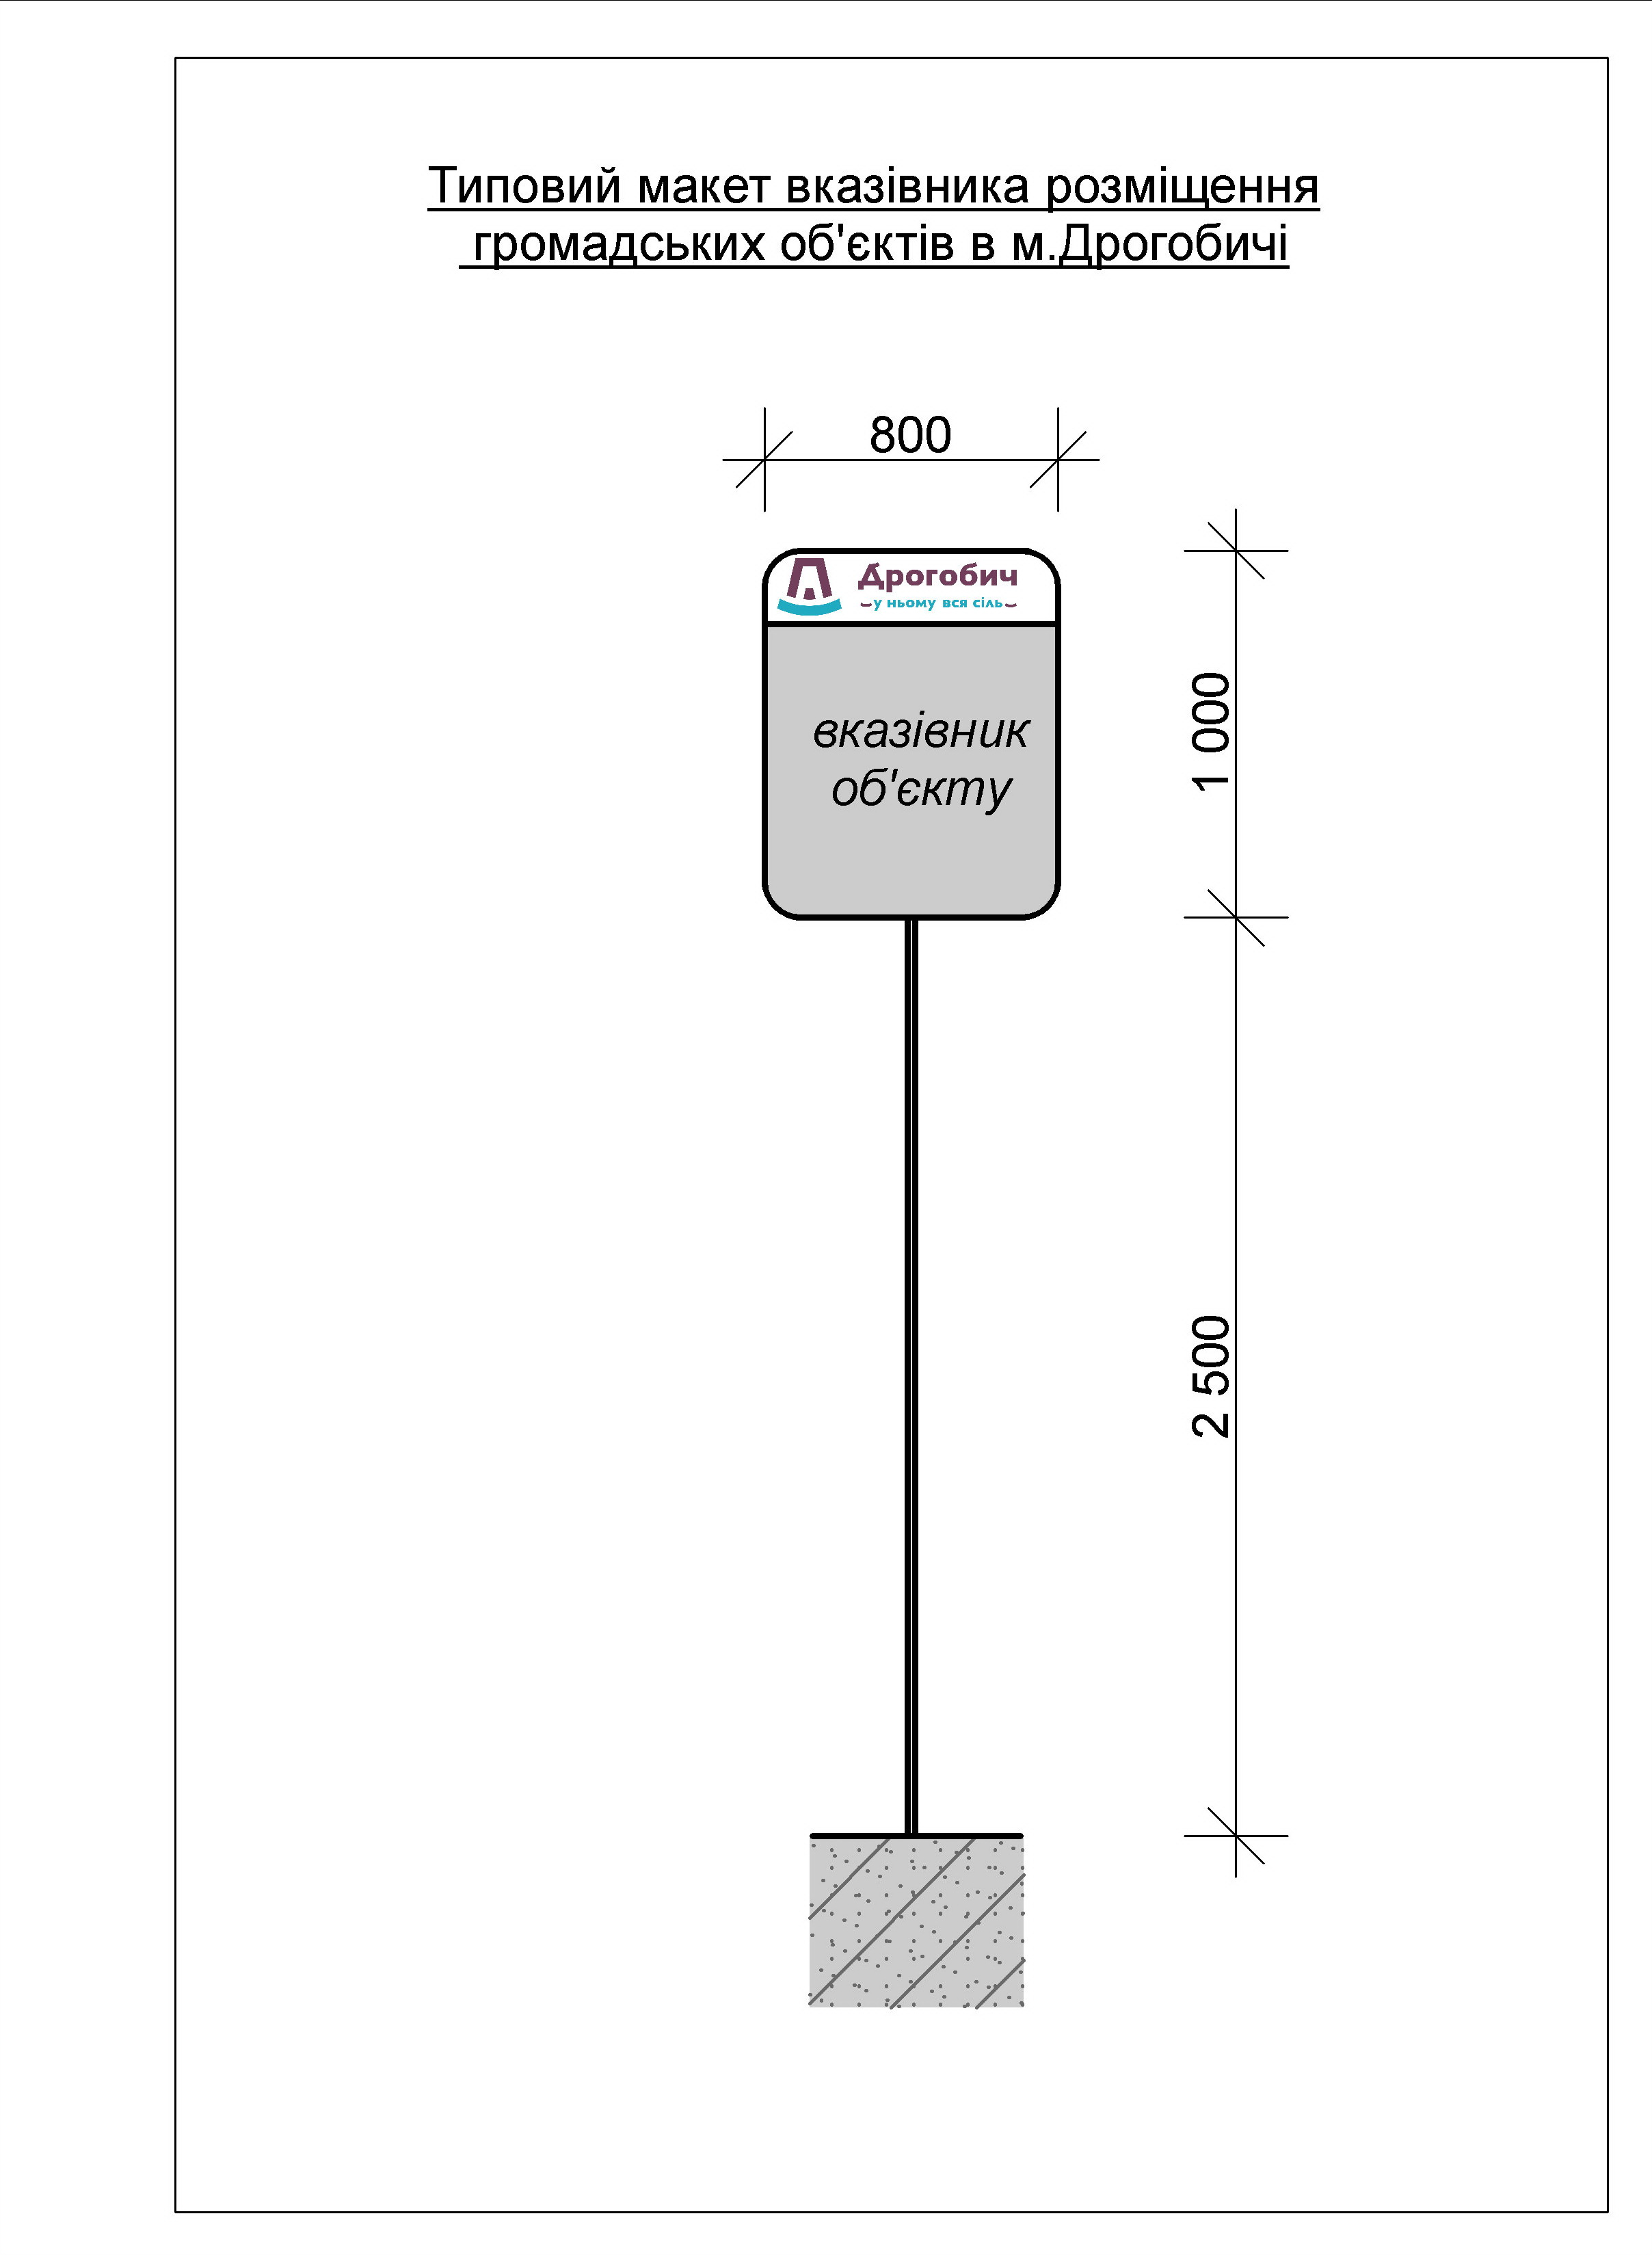 Типовий макет вказівника розміщення
громадських об'єктів в м.Дрогобичі
800
Дрогобич
у ньому вся сіль
вказівник
об'єкту
1 000
2 500